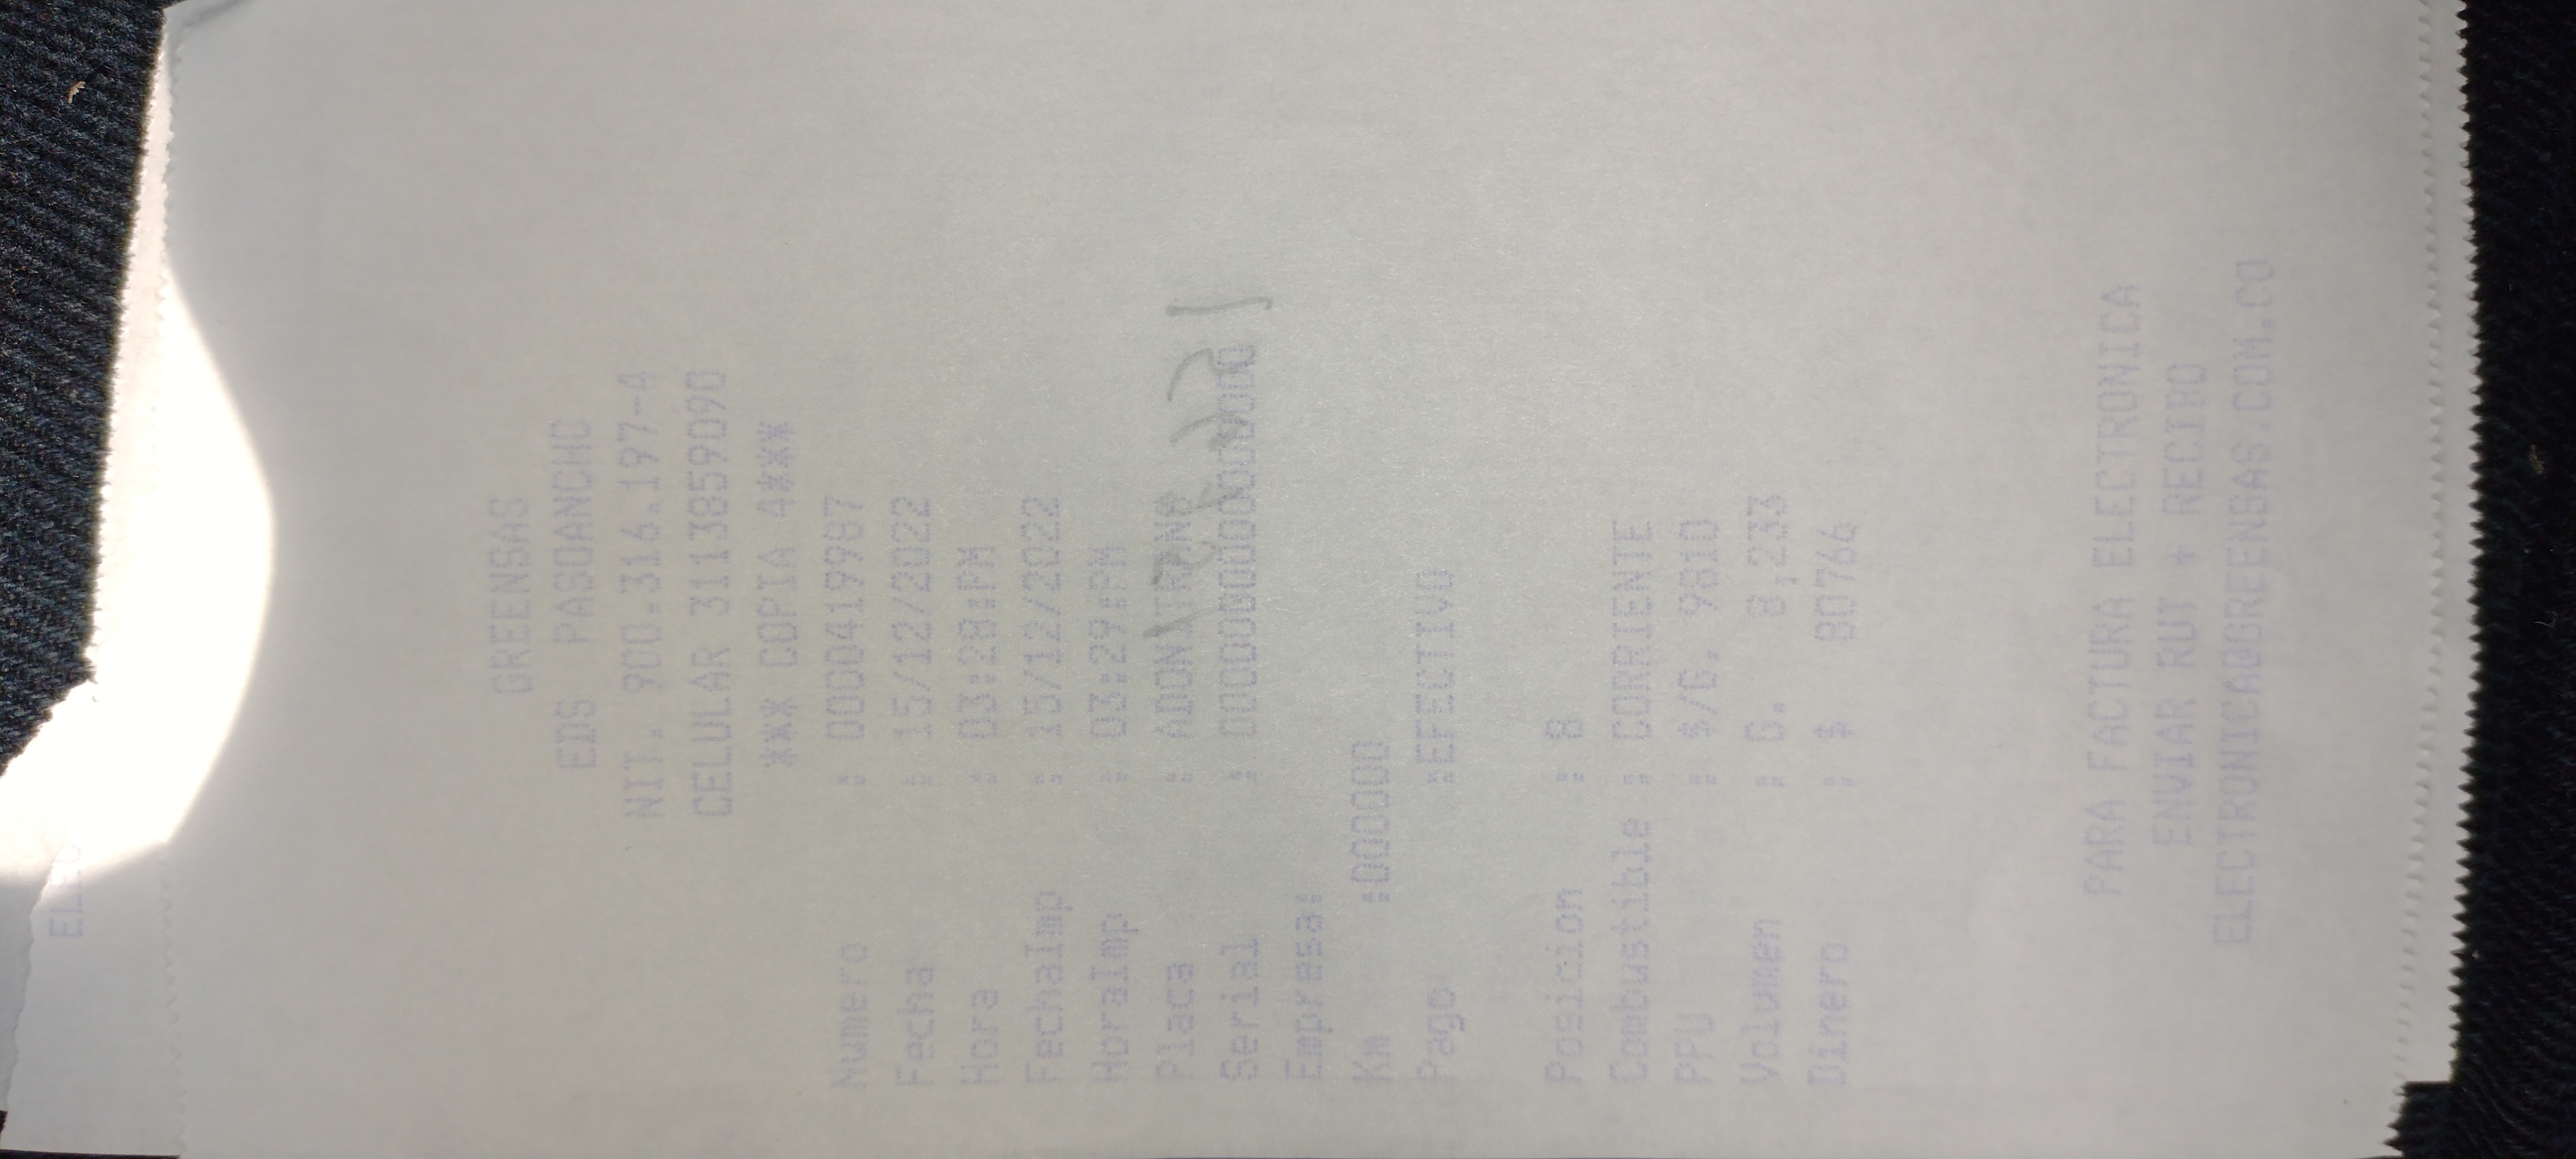 GREENSAS
EDS PASOANCHO
NIT. 900.316.197-4
CELULAR 3113859090
*** COPIA 4***
Numero : 000419987
Fecha : 15/12/2022
Hora : 03:28:PM
FechaImp : 15/12/2022
HoraImp : 03:29:PM
Placa :
Serial : 0000000000000000
Empresa:
Km :000000
Pago :EFECTIVO
Posicion : 8
Combustible : CORRIENTE
PPU : $/G. 9810
Volumen : G. 8,233
Dinero : $ 80766
PARA FACTURA ELECTRONICA
ENVIAR RUT + RECIBO
ELECTRONICA@GREENSAS.COM.CO